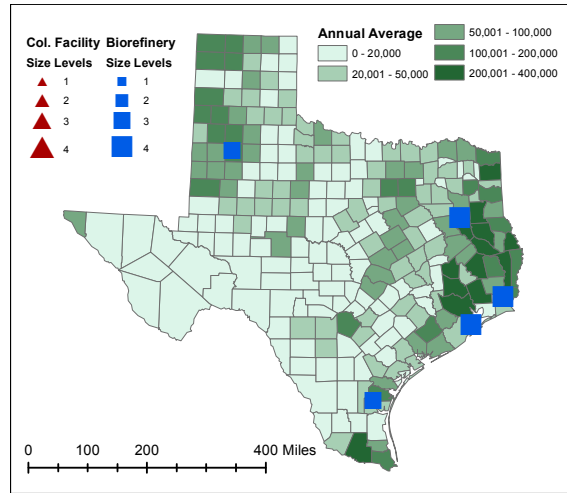 Col. Facility Biorefinery
Size Levels Size Levels
1 1
2 2
3 3
4 4
Annual Average
0 - 20,000
20,001 - 50,000
50,001 - 100,000
100,001 - 200,000
200,001 - 400,000
0 100 200 400 Miles